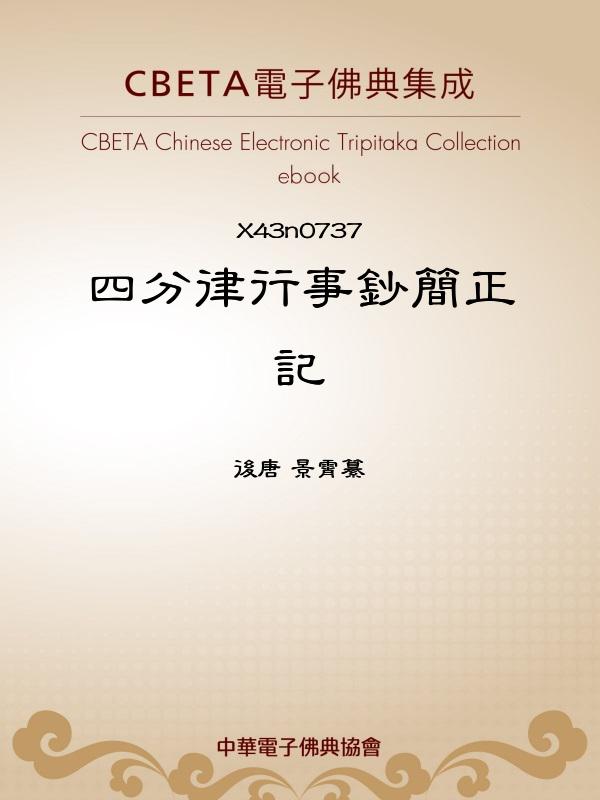 CBETA電子佛典集成
CBETA Chinese Electronic Tripitaka Collection
ebook
X43n0737
四分律行事鈔簡正
記
後唐 景霄纂
中華電子佛典協會